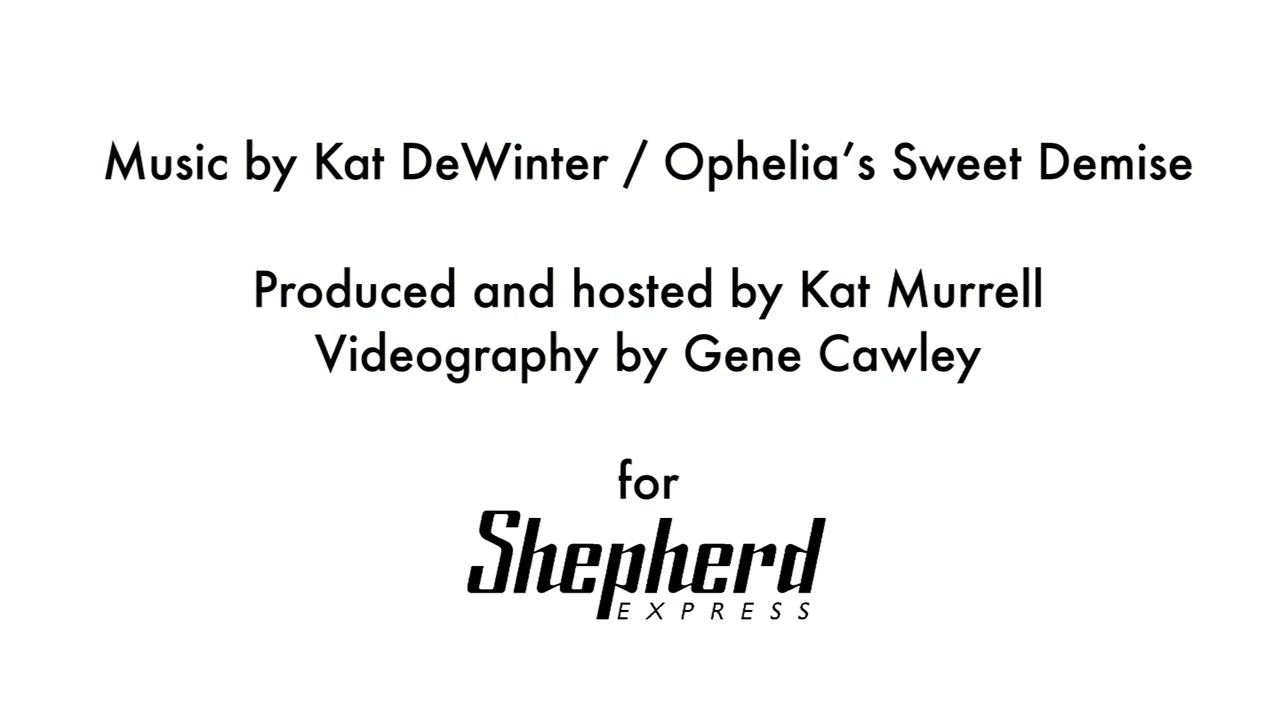 Music by Kat DeWinter / Ophelia’s Sweet Demise
Produced and hosted by Kat Murrell
Videography by Gene Cawley
for
Shepherd
EXPRESS